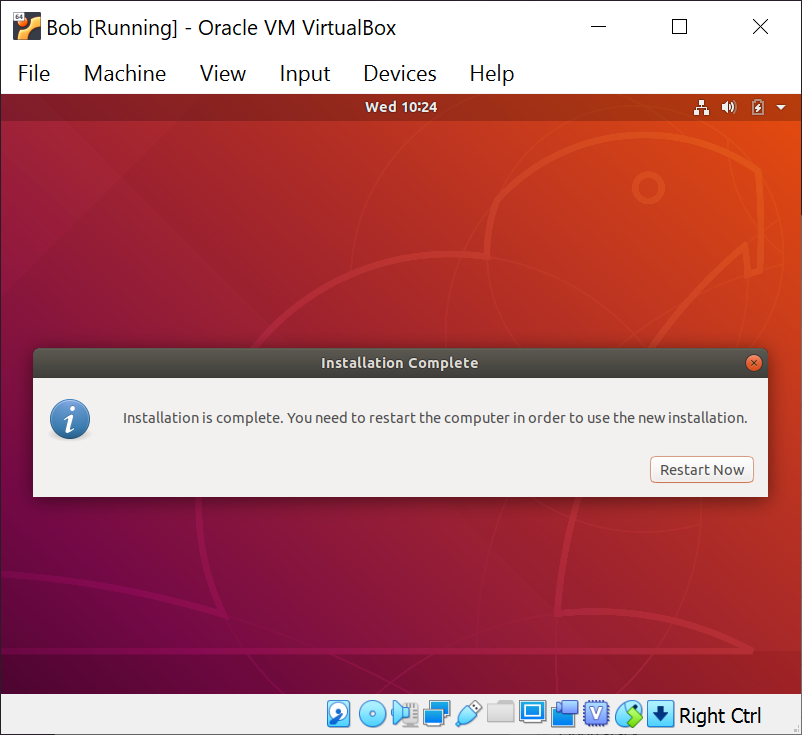 Bob [Running] - Oracle VM VirtualBox
File Machine View Input Devices Help
Wed 10:24
Installation Complete
Installation is complete. You need to restart the computer in order to use the new installation.
Restart Now
Right Ctrl